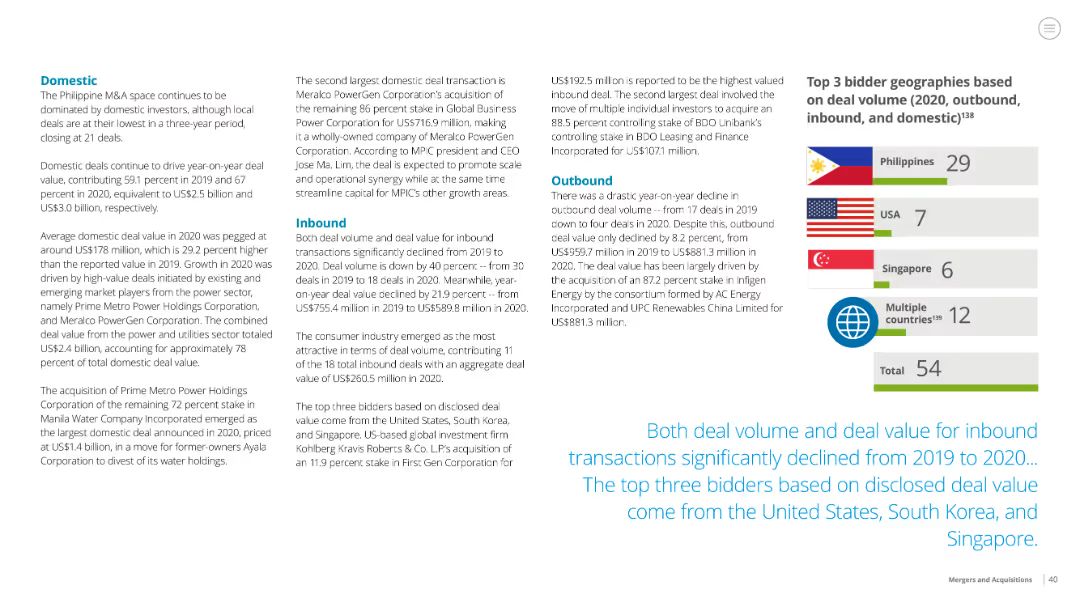 Domestic
The Philippine M&A space continues to be
dominated by domestic investors, although local
deals are at their lowest in a three-year period,
closing at 21 deals.
Domestic deals continue to drive year-on-year deal
value, contributing 59.1 percent in 2019 and 67
percent in 2020, equivalent to US$2.5 billion and
US$3.0 billion, respectively.
Average domestic deal value in 2020 was pegged at
around US$178 million, which is 29.2 percent higher
than the reported value in 2019. Growth in 2020 was
driven by high-value deals initiated by existing and
emerging market players from the power sector,
namely Prime Metro Power Holdings Corporation,
and Meralco PowerGen Corporation. The combined
deal value from the power and utilities sector totaled
US$2.4 billion, accounting for approximately 78
percent of total domestic deal value.
The acquisition of Prime Metro Power Holdings
Corporation of the remaining 72 percent stake in
Manila Water Company Incorporated emerged as
the largest domestic deal announced in 2020, priced
at US$1.4 billion, in a move for former-owners Ayala
Corporation to divest of its water holdings.
The second largest domestic deal transaction is
Meralco PowerGen Corporation's acquisition of
the remaining 86 percent stake in Global Business
Power Corporation for US$716.9 million, making
it a wholly-owned company of Meralco PowerGen
Corporation. According to MPIC president and CEO
Jose Ma. Lim, the deal is expected to promote scale
and operational synergy while at the same time
streamline capital for MPIC's other growth areas.
Inbound
Both deal volume and deal value for inbound
transactions significantly declined from 2019 to
2020. Deal volume is down by 40 percent -- from 30
deals in 2019 to 18 deals in 2020. Meanwhile, year-
on-year deal value declined by 21.9 percent -- from
US$755.4 million in 2019 to US$589.8 million in 2020.
The consumer industry emerged as the most
attractive in terms of deal volume, contributing 11
of the 18 total inbound deals with an aggregate deal
value of US$260.5 million in 2020.
The top three bidders based on disclosed deal
value come from the United States, South Korea,
and Singapore. US-based global investment firm
Kohlberg Kravis Roberts & Co. L.P's acquisition of
an 11.9 percent stake in First Gen Corporation for
US$192.5 million is reported to be the highest valued
inbound deal. The second largest deal involved the
move of multiple individual investors to acquire an
88.5 percent controlling stake of BDO Unibank's
controlling stake in BDO Leasing and Finance
Incorporated for US$107.1 million.
Outbound
There was a drastic year-on-year decline in
outbound deal volume -- from 17 deals in 2019
down to four deals in 2020. Despite this, outbound
deal value only declined by 8.2 percent, from
US$959.7 million in 2019 to US$881.3 million in
2020. The deal value has been largely driven by
the acquisition of an 87.2 percent stake in Infigen
Energy by the consortium formed by AC Energy
Incorporated and UPC Renewables China Limited for
US$881.3 million.
Top 3 bidder geographies based
on deal volume (2020, outbound,
inbound, and domestic)¹³⁸
Philippines 29
USA 7
Singapore 6
Multiple
countries¹³⁹ 12
Total 54
Both deal volume and deal value for inbound
transactions significantly declined from 2019 to 2020...
The top three bidders based on disclosed deal value
come from the United States, South Korea, and
Singapore.
Mergers and Acquisitions 40